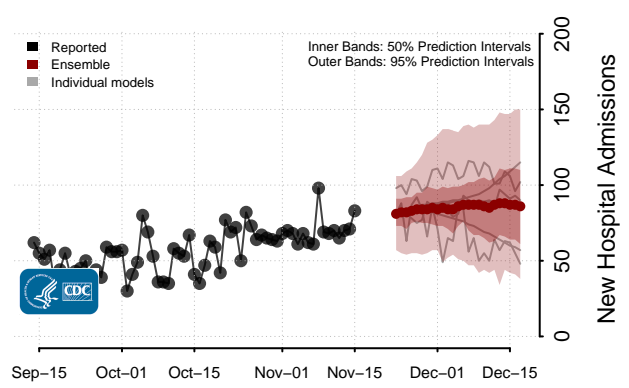 Reported
Ensemble
Individual models
Inner Bands: 50% Prediction Intervals
Outer Bands: 95% Prediction Intervals
200
150
100
50
0
New Hospital Admissions
CDC
Sep–15
Oct–01
Oct–15
Nov–01
Nov–15
Dec–01
Dec–15